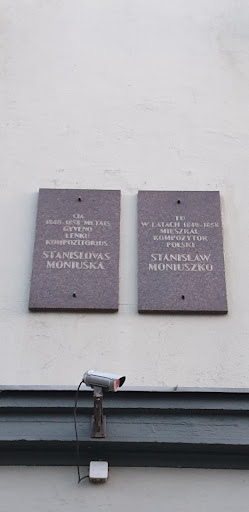 ČIA
1840-1858 METAIS
GYVENO
LENKŲ
KOMPOZITORIUS
STANISLOVAS
MONIUŠKA
TU
W LATACH 1840-1858
MIESZKAŁ
KOMPOZYTOR
POLSKI
STANISŁAW
MONIUSZKO